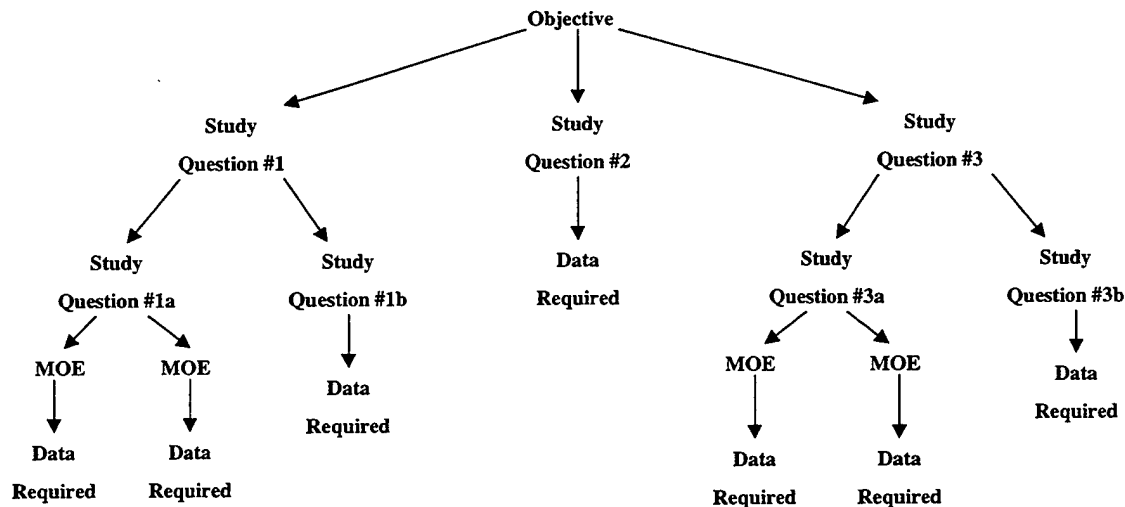 Objective
Study
Question #1
Study
Question #2
Study
Question #3
Study
Question #1a
Study
Question #1b
Data
Required
Study
Question #3a
Study
Question #3b
MOE
MOE
Data
Required
MOE
MOE
Data
Required
Data
Required
Data
Required
Data
Required
Data
Required